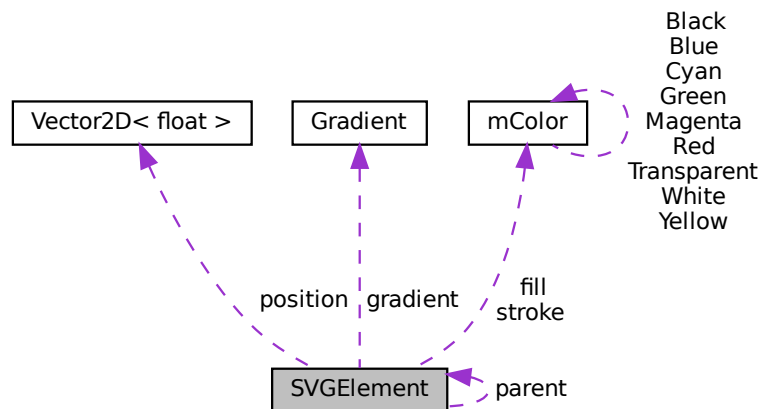 Black
Blue
Cyan
Green
Magenta
Red
Transparent
White
Yellow
Vector2D< float >
Gradient
mColor
position
gradient
fill
stroke
SVGElement
parent